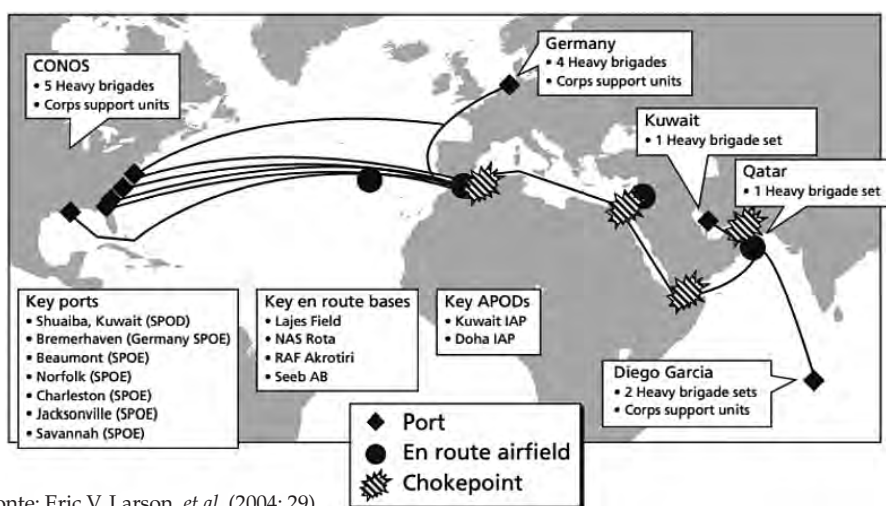 CONOS
• 5 Heavy brigades
• Corps support units
Germany
• 4 Heavy brigades
• Corps support units
Kuwait
• 1 Heavy brigade set
Qatar
• 1 Heavy brigade set
Key ports
• Shuaiba, Kuwait (SPOD)
• Bremerhaven (Germany SPOE)
• Beaumont (SPOE)
• Norfolk (SPOE)
• Charleston (SPOE)
• Jacksonville (SPOE)
• Savannah (SPOE)
Key en route bases
• Lajes Field
• NAS Rota
• RAF Akrotiri
• Seeb AB
Key APODs
• Kuwait IAP
• Doha IAP
Diego Garcia
• 2 Heavy brigade sets
• Corps support units
Port
En route airfield
Chokepoint
onte: Eric V. Larson, et al. (2004: 29)